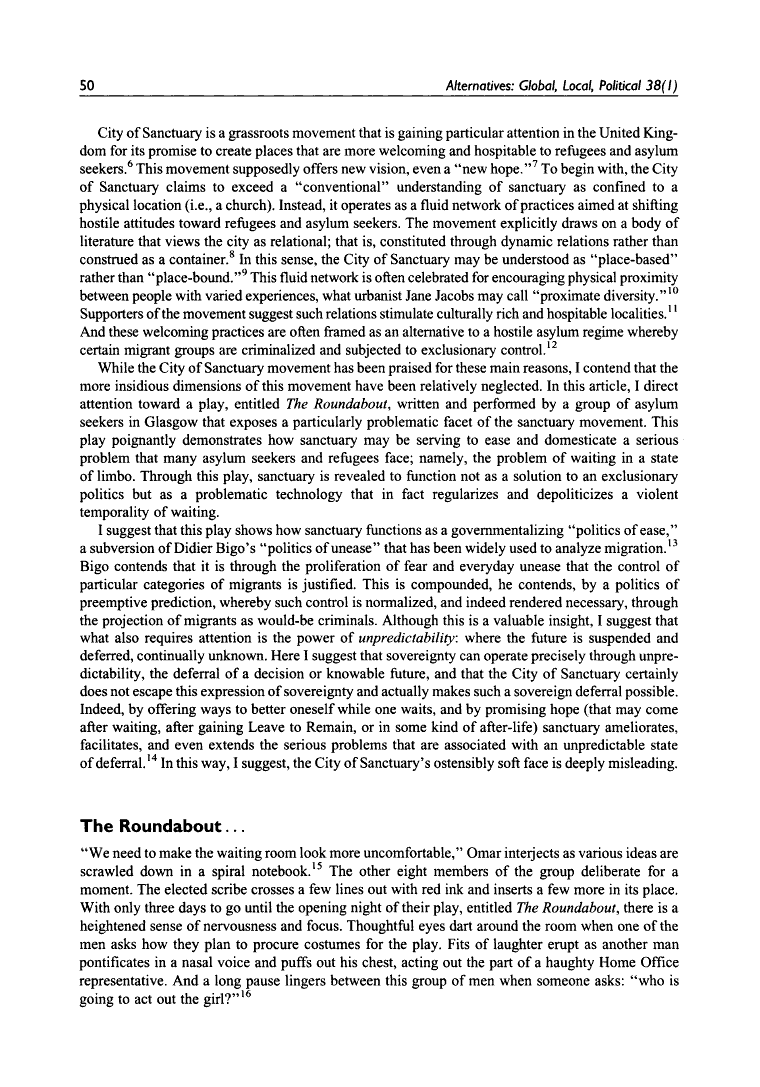 50 Alternatives: Global, Local, Political 38(1)
City of Sanctuary is a grassroots movement that is gaining particular attention in the United King-
dom for its promise to create places that are more welcoming and hospitable to refugees and asylum
seekers.6 This movement supposedly offers new vision, even a “new hope.”7 To begin with, the City
of Sanctuary claims to exceed a “conventional” understanding of sanctuary as confined to a
physical location (i.e., a church). Instead, it operates as a fluid network of practices aimed at shifting
hostile attitudes toward refugees and asylum seekers. The movement explicitly draws on a body of
literature that views the city as relational; that is, constituted through dynamic relations rather than
construed as a container.8 In this sense, the City of Sanctuary may be understood as “place-based”
rather than “place-bound.”9 This fluid network is often celebrated for encouraging physical proximity
between people with varied experiences, what urbanist Jane Jacobs may call “proximate diversity.”10
Supporters of the movement suggest such relations stimulate culturally rich and hospitable localities.11
And these welcoming practices are often framed as an alternative to a hostile asylum regime whereby
certain migrant groups are criminalized and subjected to exclusionary control.12
While the City of Sanctuary movement has been praised for these main reasons, I contend that the
more insidious dimensions of this movement have been relatively neglected. In this article, I direct
attention toward a play, entitled The Roundabout, written and performed by a group of asylum
seekers in Glasgow that exposes a particularly problematic facet of the sanctuary movement. This
play poignantly demonstrates how sanctuary may be serving to ease and domesticate a serious
problem that many asylum seekers and refugees face; namely, the problem of waiting in a state
of limbo. Through this play, sanctuary is revealed to function not as a solution to an exclusionary
politics but as a problematic technology that in fact regularizes and depoliticizes a violent
temporality of waiting.
I suggest that this play shows how sanctuary functions as a governmentalizing “politics of ease,”
a subversion of Didier Bigo’s “politics of unease” that has been widely used to analyze migration.13
Bigo contends that it is through the proliferation of fear and everyday unease that the control of
particular categories of migrants is justified. This is compounded, he contends, by a politics of
preemptive prediction, whereby such control is normalized, and indeed rendered necessary, through
the projection of migrants as would-be criminals. Although this is a valuable insight, I suggest that
what also requires attention is the power of unpredictability: where the future is suspended and
deferred, continually unknown. Here I suggest that sovereignty can operate precisely through unpre-
dictability, the deferral of a decision or knowable future, and that the City of Sanctuary certainly
does not escape this expression of sovereignty and actually makes such a sovereign deferral possible.
Indeed, by offering ways to better oneself while one waits, and by promising hope (that may come
after waiting, after gaining Leave to Remain, or in some kind of after-life) sanctuary ameliorates,
facilitates, and even extends the serious problems that are associated with an unpredictable state
of deferral.14 In this way, I suggest, the City of Sanctuary’s ostensibly soft face is deeply misleading.
The Roundabout . . .
“We need to make the waiting room look more uncomfortable,” Omar interjects as various ideas are
scrawled down in a spiral notebook.15 The other eight members of the group deliberate for a
moment. The elected scribe crosses a few lines out with red ink and inserts a few more in its place.
With only three days to go until the opening night of their play, entitled The Roundabout, there is a
heightened sense of nervousness and focus. Thoughtful eyes dart around the room when one of the
men asks how they plan to procure costumes for the play. Fits of laughter erupt as another man
pontificates in a nasal voice and puffs out his chest, acting out the part of a haughty Home Office
representative. And a long pause lingers between this group of men when someone asks: “who is
going to act out the girl?”16